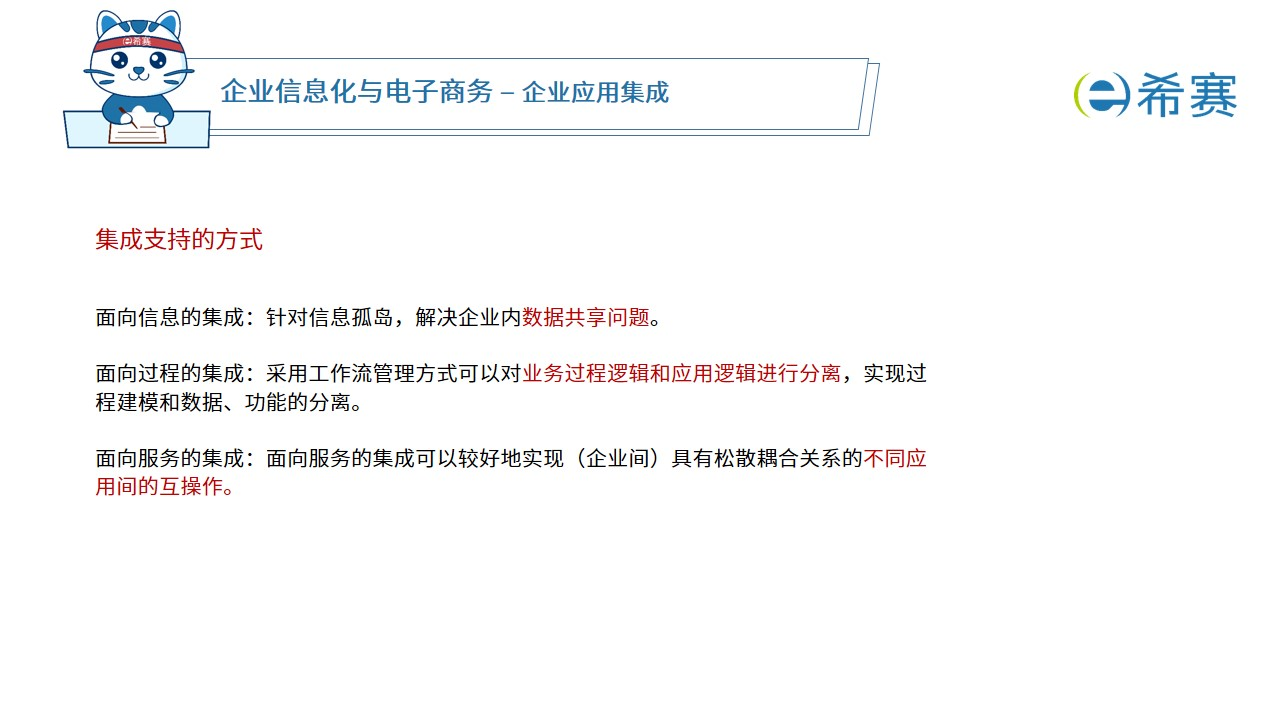 希赛
企业信息化与电子商务 – 企业应用集成
希赛
集成支持的方式
面向信息的集成：针对信息孤岛，解决企业内数据共享问题。
面向过程的集成：采用工作流管理方式可以对业务过程逻辑和应用逻辑进行分离，实现过
程建模和数据、功能的分离。
面向服务的集成：面向服务的集成可以较好地实现（企业间）具有松散耦合关系的不同应
用间的互操作。